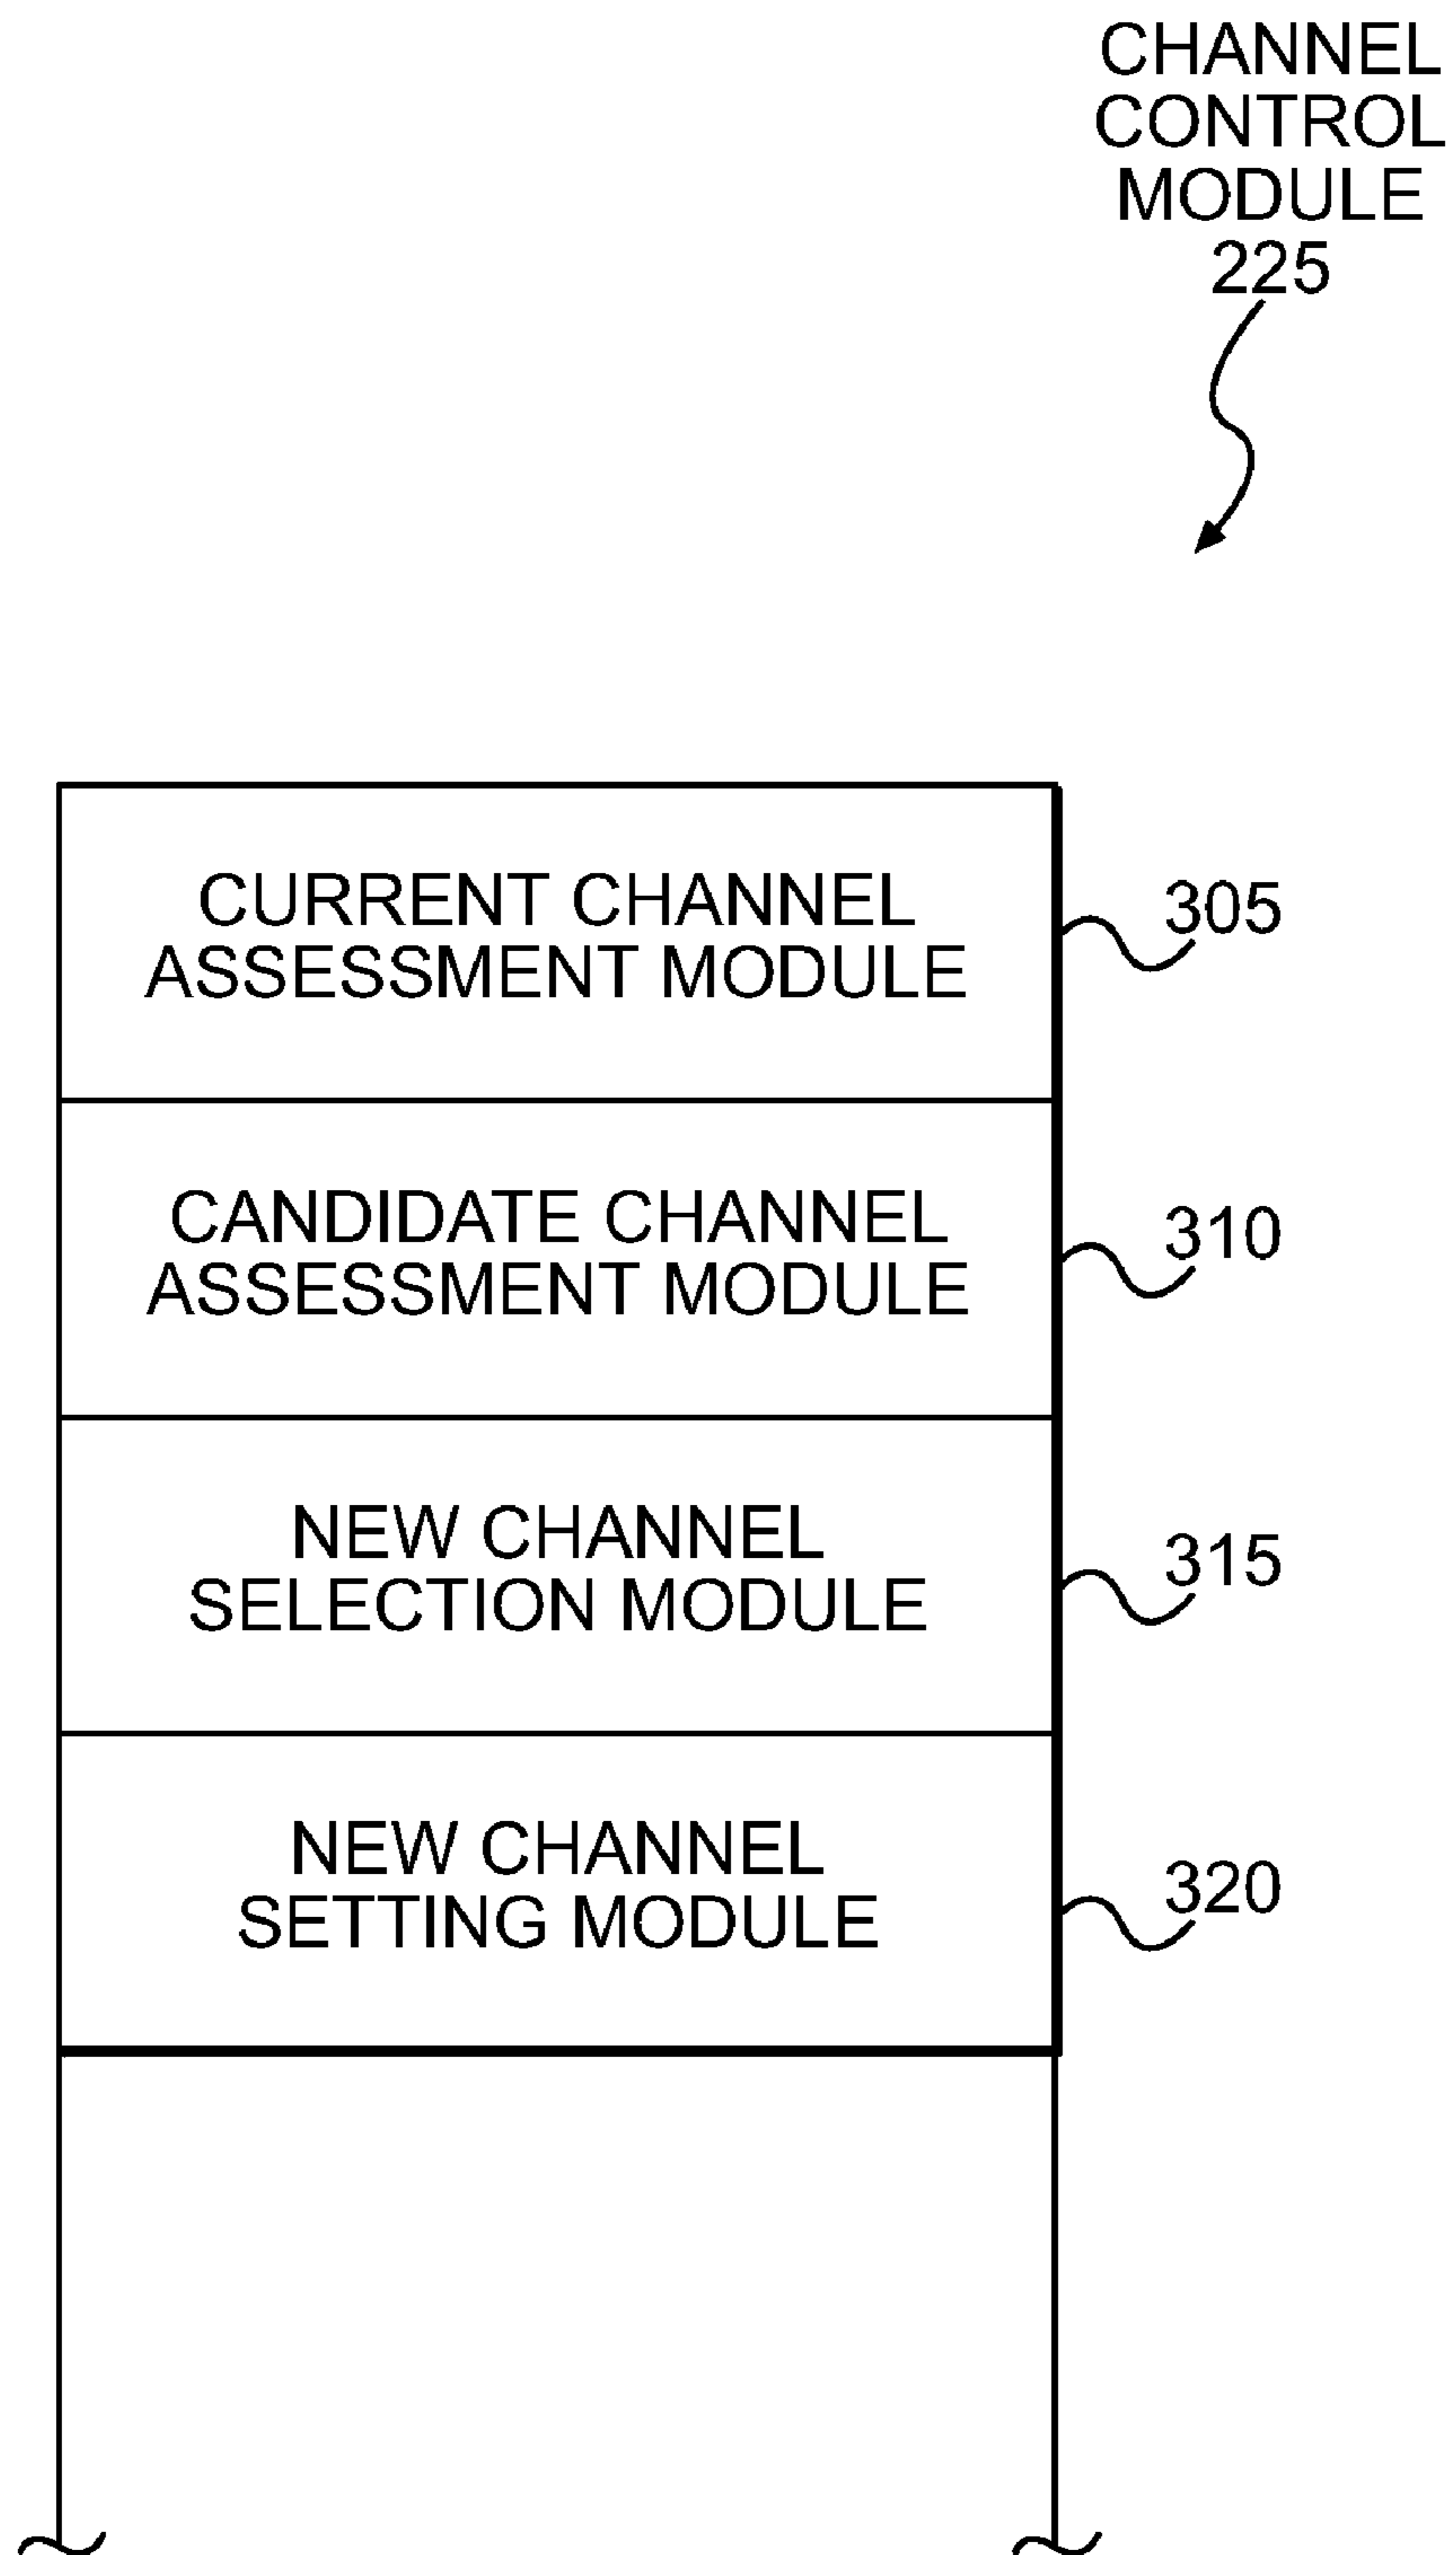 CHANNEL
CONTROL
MODULE
225
CURRENT CHANNEL
ASSESSMENT MODULE
305
CANDIDATE CHANNEL
ASSESSMENT MODULE
310
NEW CHANNEL
SELECTION MODULE
315
NEW CHANNEL
SETTING MODULE
320